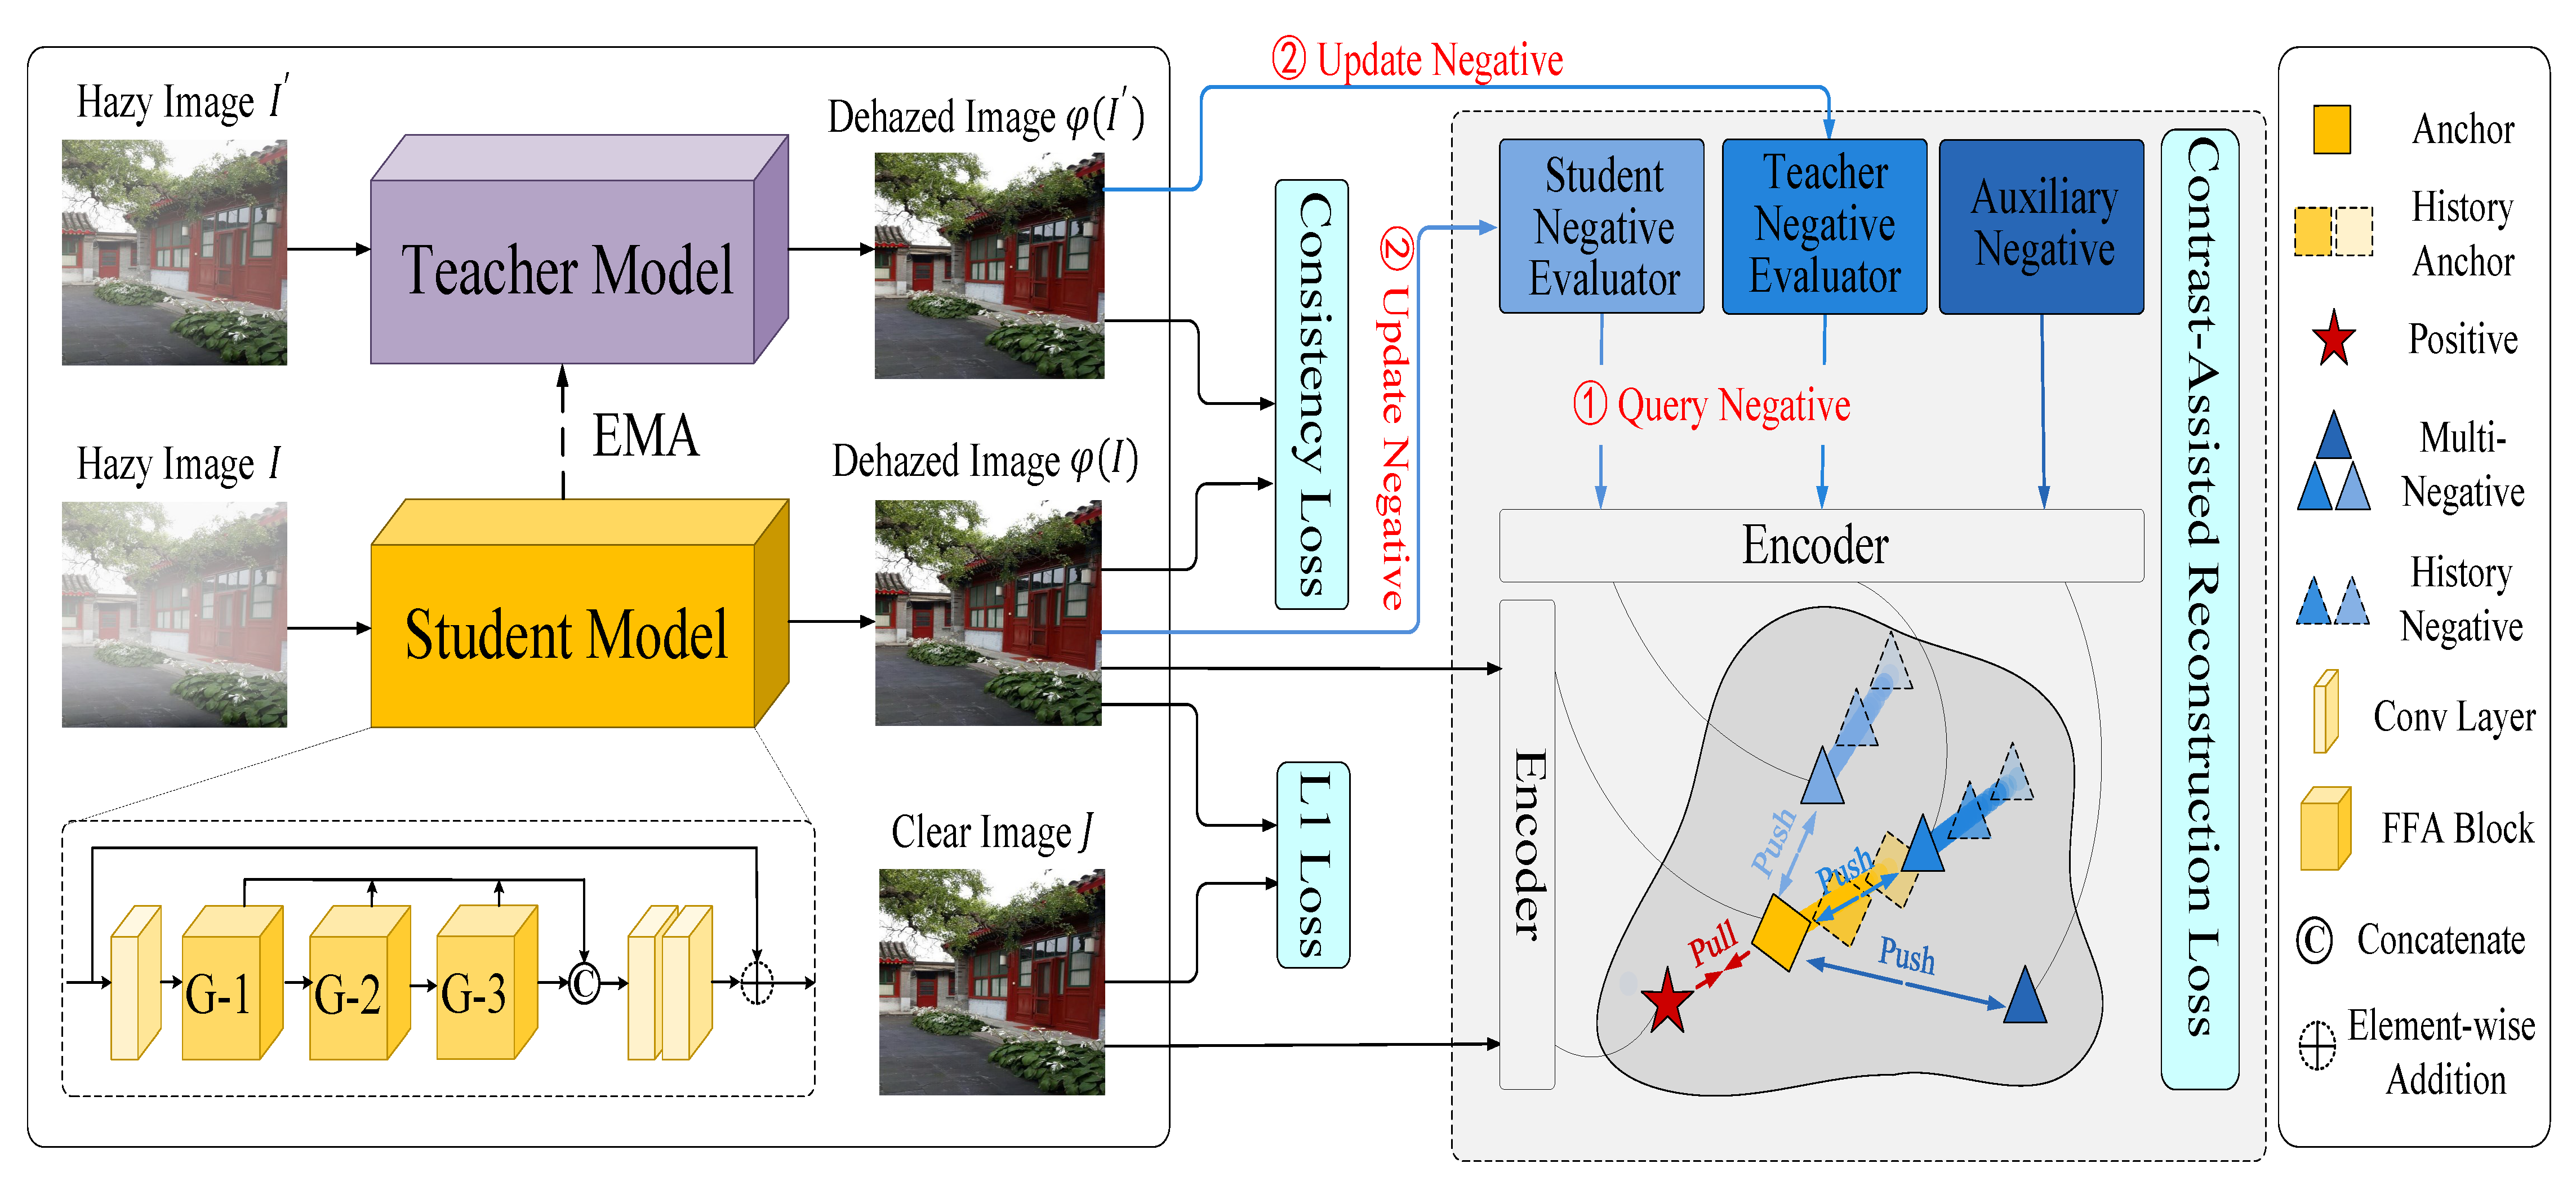 Hazy Image I′
Teacher Model
Dehazed Image φ(I′)
EMA
Hazy Image I
Student Model
Dehazed Image φ(I)
Clear Image J
G-1
G-2
G-3
C
Consistency Loss
L1 Loss
② Update Negative
② Update Negative
Student
Negative
Evaluator
Teacher
Negative
Evaluator
Auxiliary
Negative
① Query Negative
Encoder
Encoder
Push
Push
Push
Pull
Contrast-Assisted Reconstruction Loss
Anchor
History
Anchor
Positive
Multi-
Negative
History
Negative
Conv Layer
FFA Block
C
Concatenate
Element-wise
Addition